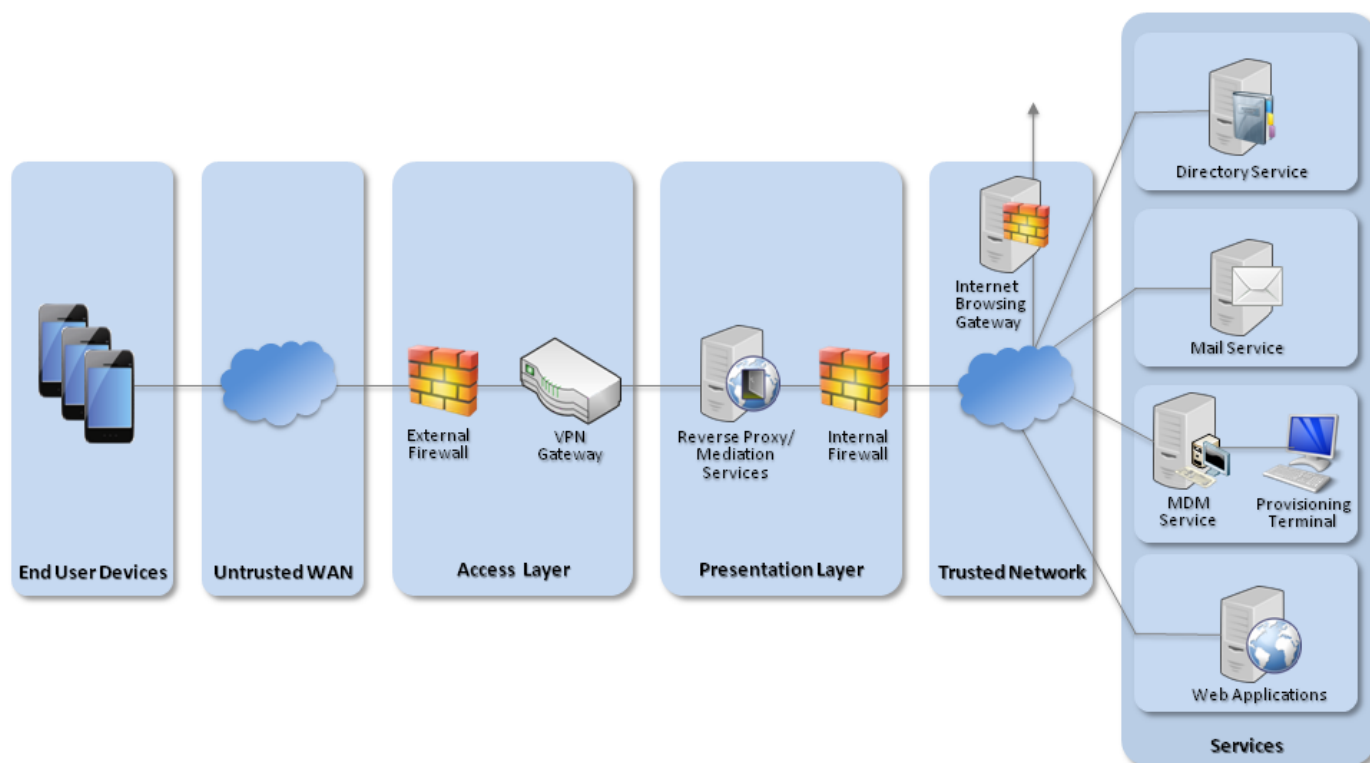 End User Devices
Untrusted WAN
External
Firewall
VPN
Gateway
Access Layer
Reverse Proxy/
Mediation
Services
Internal
Firewall
Presentation Layer
Internet
Browsing
Gateway
Trusted Network
Directory Service
Mail Service
MDM
Service
Provisioning
Terminal
Web Applications
Services